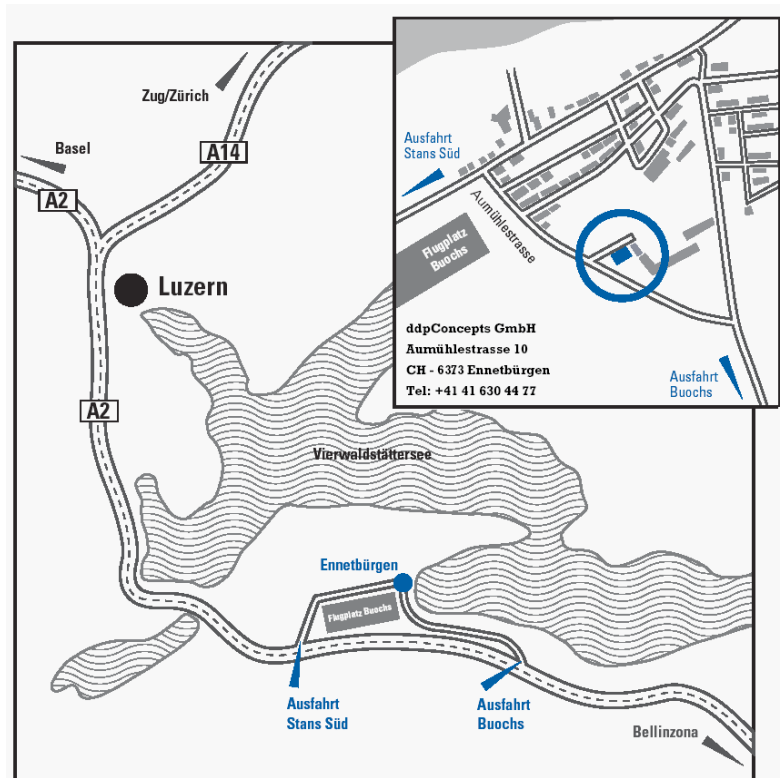 Zug/Zürich
Basel
A14
A2
Luzern
A2
Vierwaldstättersee
Ennetbürgen
Flugplatz Buochs
Ausfahrt
Stans Süd
Ausfahrt
Buochs
Bellinzona
Ausfahrt
Stans Süd
Aumühlestrasse
Flugplatz
Buochs
ddpConcepts GmbH
Aumühlestrasse 10
CH - 6373 Ennetbürgen
Tel: +41 41 630 44 77
Ausfahrt
Buochs